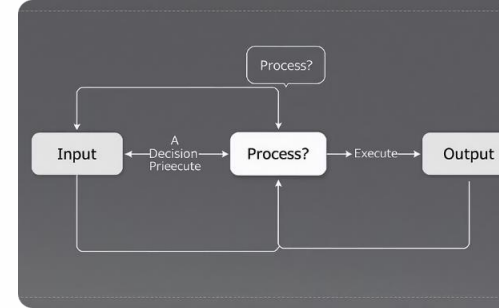 Process?
Input
A
Decision
Prieecute
Process?
Execute
Output